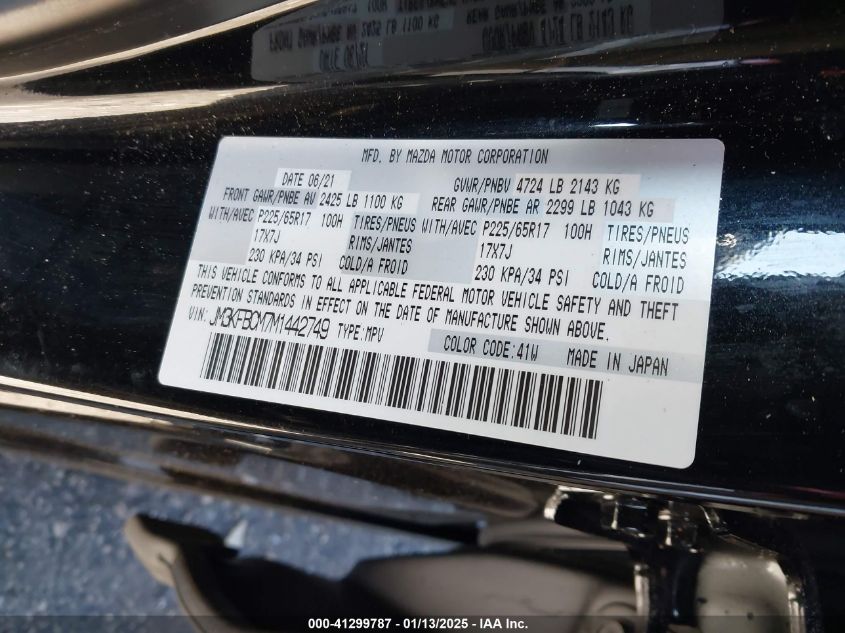 MFD. BY MAZDA MOTOR CORPORATION
DATE 06/21 GVWR/PNBV 4724 LB 2143 KG
FRONT GAWR/PNBE AV 2425 LB 1100 KG REAR GAWR/PNBE AR 2299 LB 1043 KG
WITH/AVEC P225/65R17 100H TIRES/PNEUS WITH/AVEC P225/65R17 100H TIRES/PNEUS
17X7J RIMS/JANTES 17X7J RIMS/JANTES
230 KPA/34 PSI COLD/A FROID 230 KPA/34 PSI COLD/A FROID
THIS VEHICLE CONFORMS TO ALL APPLICABLE FEDERAL MOTOR VEHICLE SAFETY AND THEFT
PREVENTION STANDARDS IN EFFECT ON THE DATE OF MANUFACTURE SHOWN ABOVE.
VIN: JM3KFBCM7M1442749 TYPE:MPV
COLOR CODE:41W MADE IN JAPAN
000-41299787 - 01/13/2025 - IAA Inc.